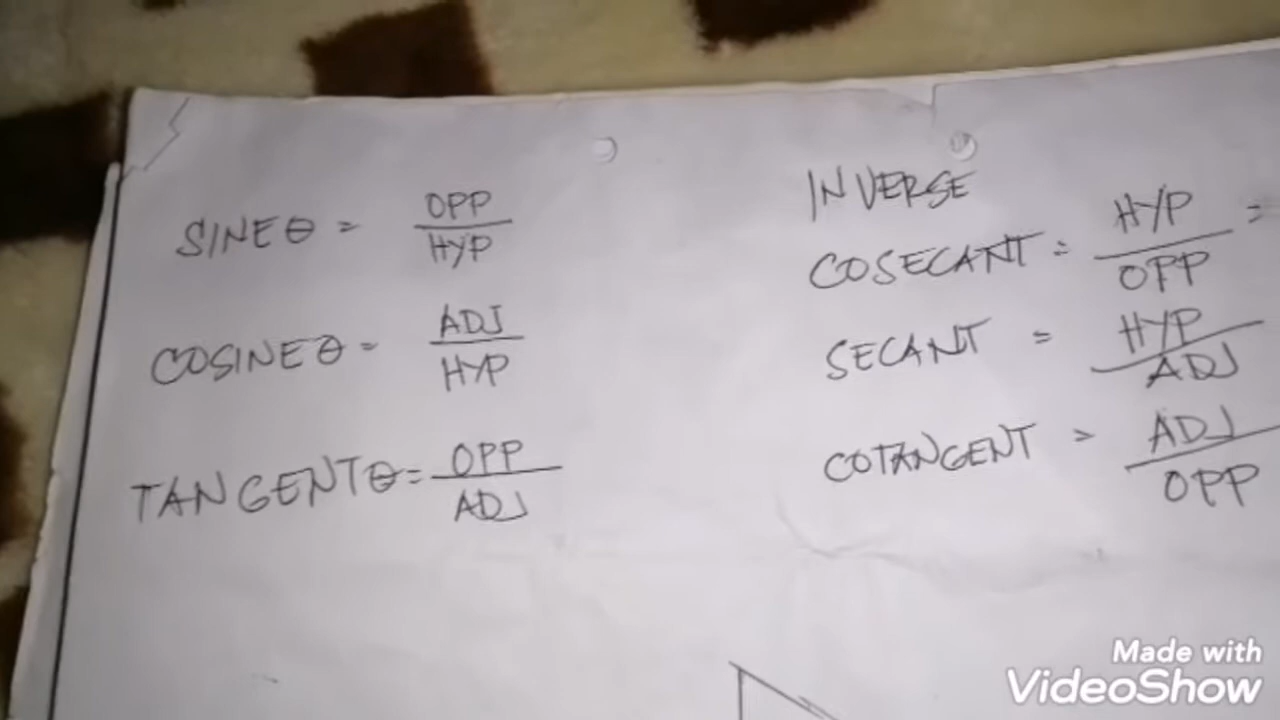 SINEθ = OPP/HYP
COSINEθ = ADJ/HYP
TANGENTθ = OPP/ADJ
INVERSE
COSECANT = HYP/OPP =
SECANT = HYP/ADJ
COTANGENT = ADJ/OPP
Made with
VideoShow